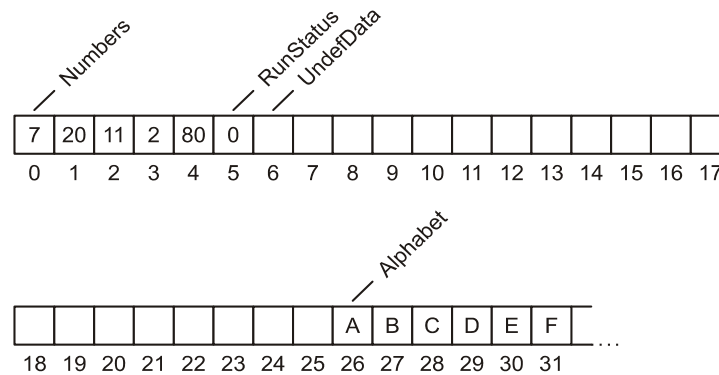 Numbers RunStatus UndefData
7 20 11 2 80 0
0 1 2 3 4 5 6 7 8 9 10 11 12 13 14 15 16 17
Alphabet
A B C D E F ...
18 19 20 21 22 23 24 25 26 27 28 29 30 31